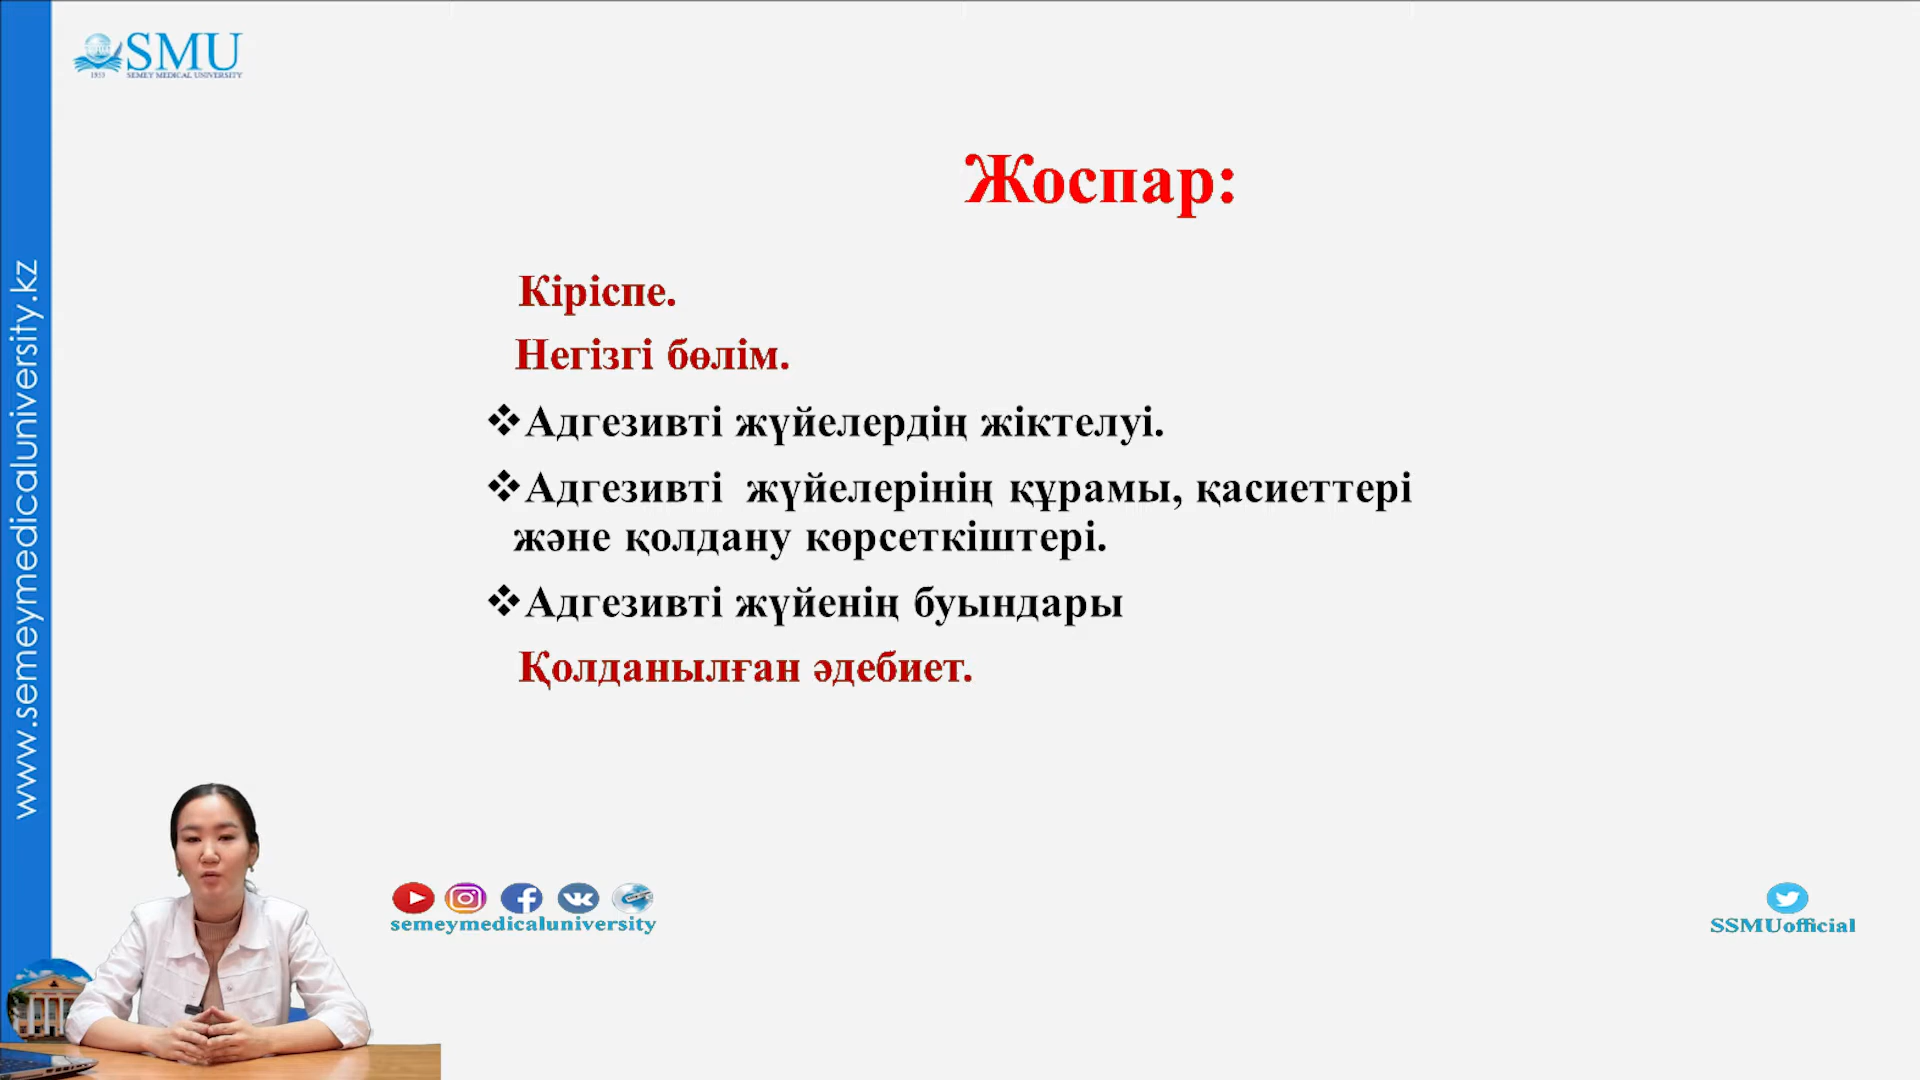 SMU
1953 SEMEY MEDICAL UNIVERSITY
www.semeymedicaluniversity.kz
Жоспар:
Кіріспе.
Негізгі бөлім.
❖Адгезивті жүйелердің жіктелуі.
❖Адгезивті жүйелерінің құрамы, қасиеттері
және қолдану көрсеткіштері.
❖Адгезивті жүйенің буындары
Қолданылған әдебиет.
semeymedicaluniversity
SSMUofficial